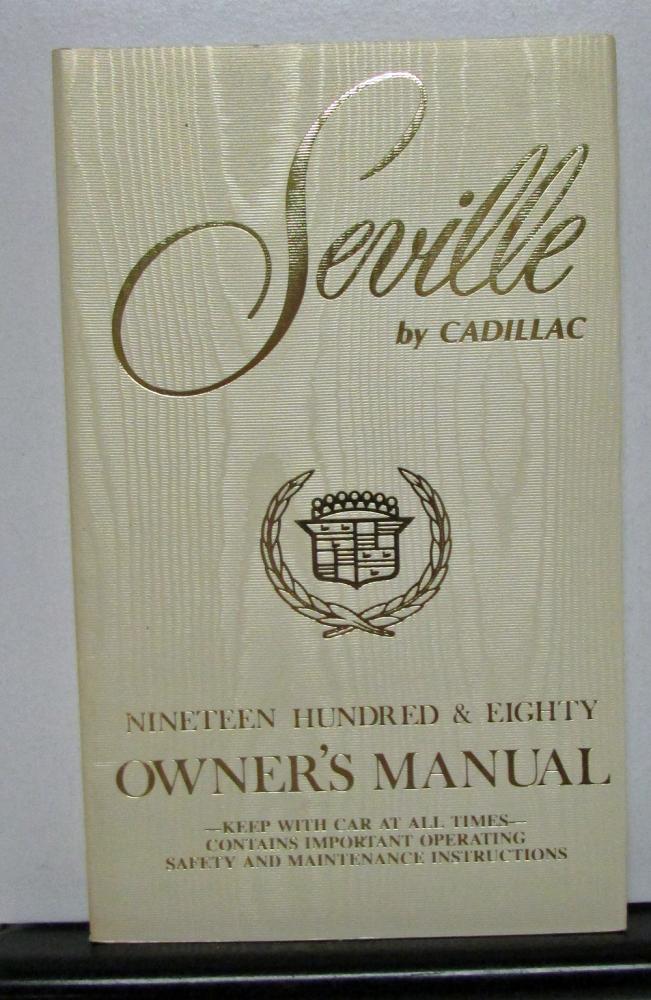 Seville
by CADILLAC
NINETEEN HUNDRED & EIGHTY
OWNER'S MANUAL
—KEEP WITH CAR AT ALL TIMES—
CONTAINS IMPORTANT OPERATING
SAFETY AND MAINTENANCE INSTRUCTIONS